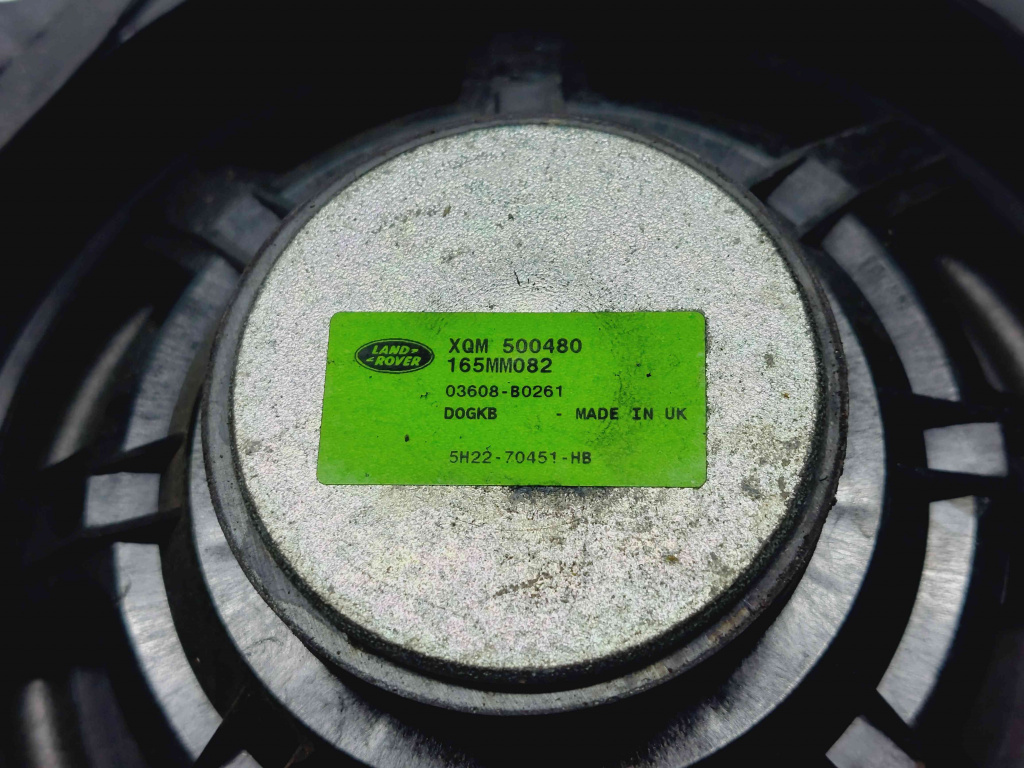 LAND-
ROVER
XQM 500480
165MM082
03608-B0261
DOGKB - MADE IN UK
5H22-70451-HB